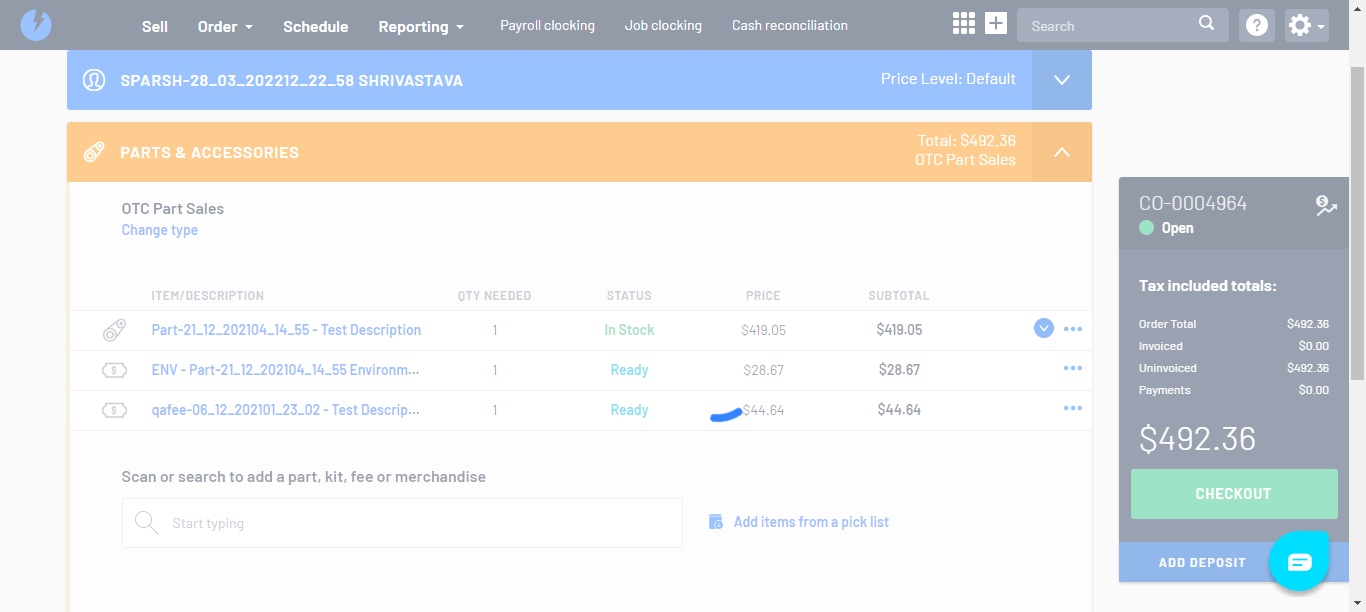 Sell Order Schedule Reporting Payroll clocking Job clocking Cash reconciliation Search
SPARSH-28_03_202212_22_58 SHRIVASTAVA Price Level: Default
PARTS & ACCESSORIES Total: $492.36
OTC Part Sales
OTC Part Sales
Change type
ITEM/DESCRIPTION QTY NEEDED STATUS PRICE SUBTOTAL
Part-21_12_202104_14_55 - Test Description 1 In Stock $419.05 $419.05
ENV - Part-21_12_202104_14_55 Environm... 1 Ready $28.67 $28.67
qafee-06_12_202101_23_02 - Test Descrip... 1 Ready $44.64 $44.64
Scan or search to add a part, kit, fee or merchandise
Start typing Add items from a pick list
CO-0004964
Open
Tax included totals:
Order Total $492.36
Invoiced $0.00
Uninvoiced $492.36
Payments $0.00
$492.36
CHECKOUT
ADD DEPOSIT